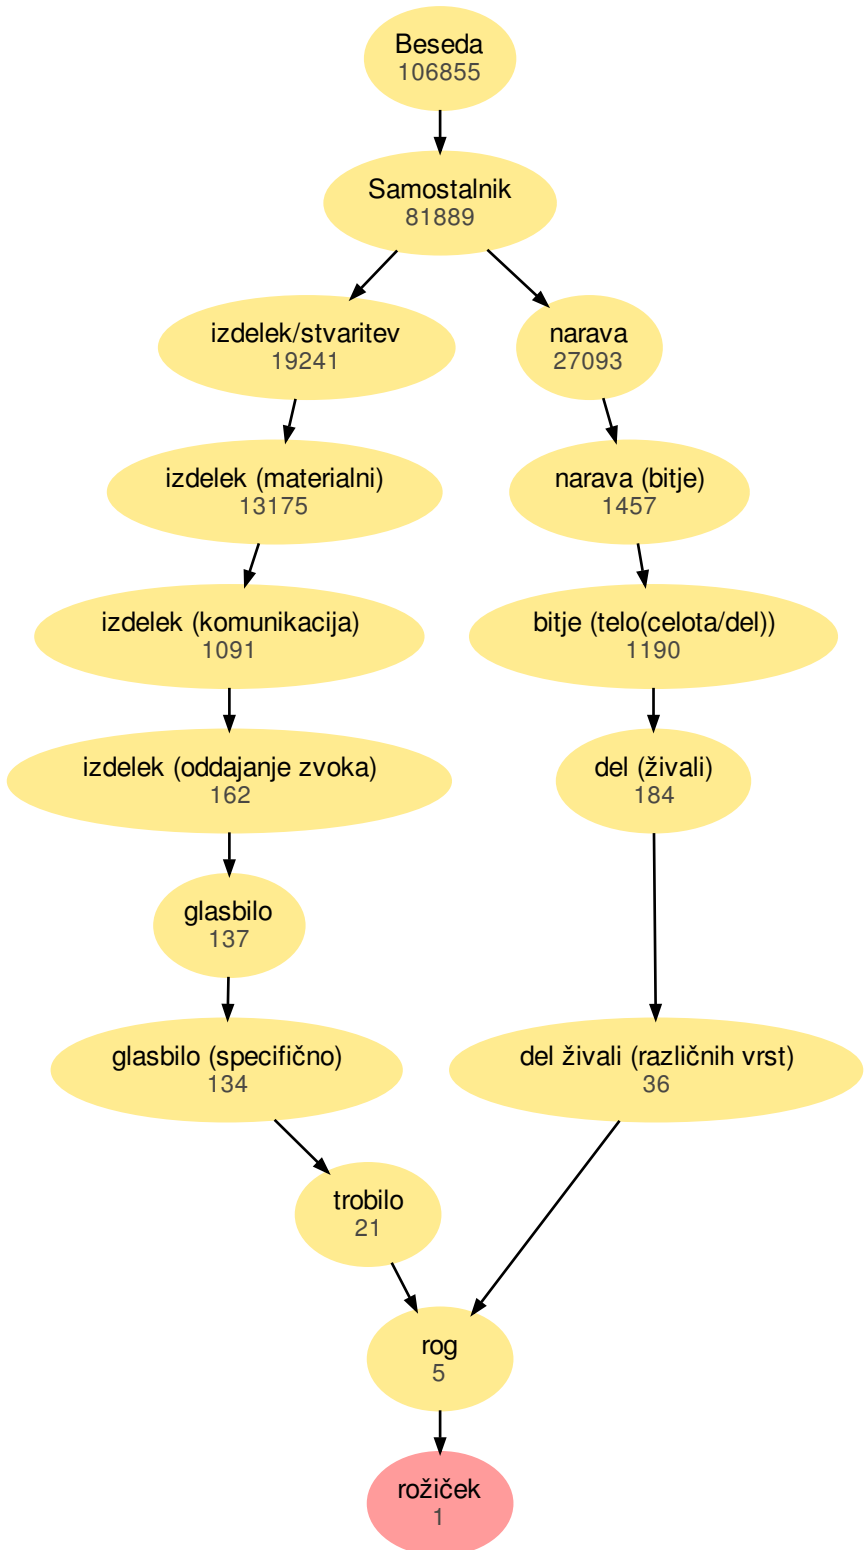 Beseda
106855
Samostalnik
81889
izdelek/stvaritev
19241
narava
27093
izdelek (materialni)
13175
narava (bitje)
1457
izdelek (komunikacija)
1091
bitje (telo(celota/del))
1190
izdelek (oddajanje zvoka)
162
del (živali)
184
glasbilo
137
glasbilo (specifično)
134
del živali (različnih vrst)
36
trobilo
21
rog
5
rožiček
1